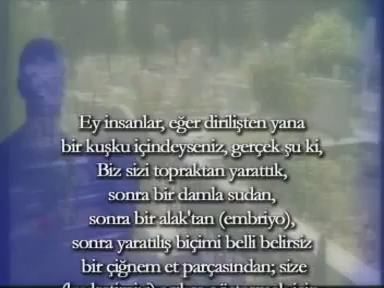 Ey insanlar, eğer dirilişten yana
bir kuşku içindeyseniz, gerçek şu ki,
Biz sizi topraktan yarattık,
sonra bir damla sudan,
sonra bir alak'tan (embriyo),
sonra yaratılış biçimi belli belirsiz
bir çiğnem et parçasından; size